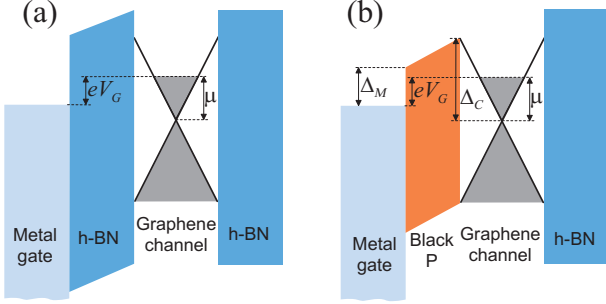 (a)
eV_G
μ
Metal
gate
h-BN
Graphene
channel
h-BN
(b)
Δ_M
eV_G
Δ_C
μ
Metal
gate
Black
P
Graphene
channel
h-BN